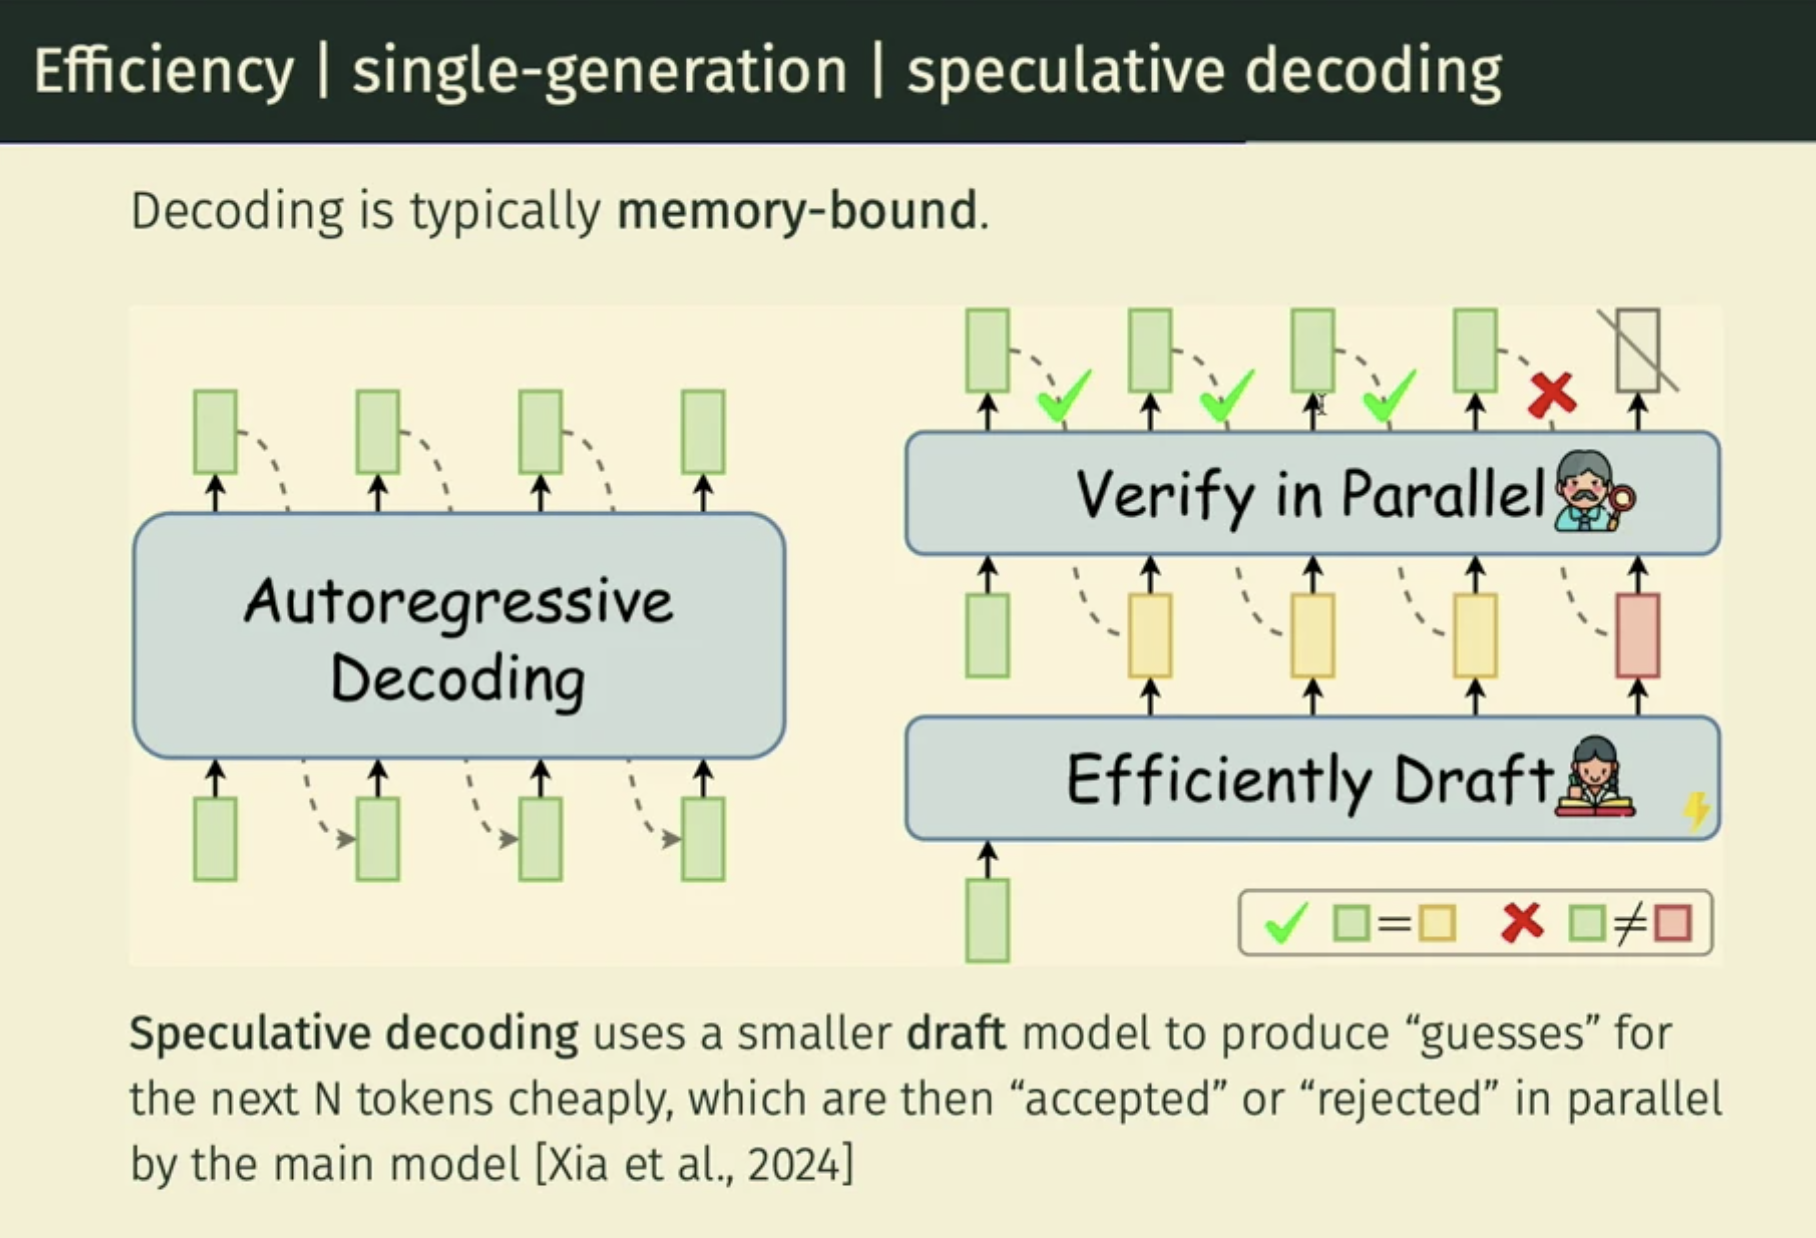 Efficiency | single-generation | speculative decoding
Decoding is typically memory-bound.
Autoregressive
Decoding
Verify in Parallel
Efficiently Draft
= ≠
Speculative decoding uses a smaller draft model to produce “guesses” for
the next N tokens cheaply, which are then “accepted” or “rejected” in parallel
by the main model [Xia et al., 2024]